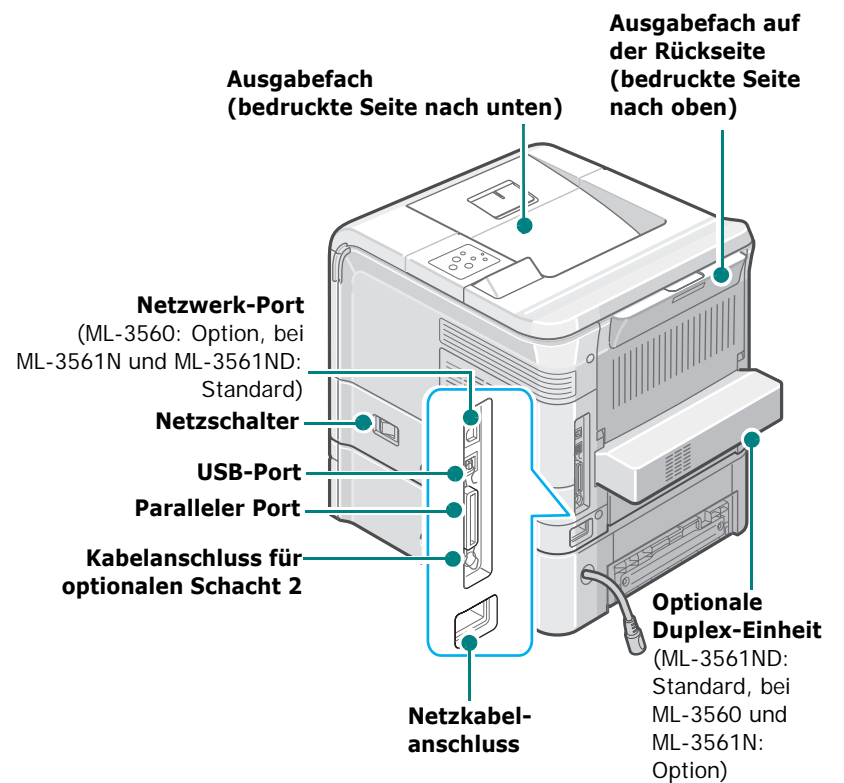 Ausgabefach auf
der Rückseite
(bedruckte Seite
nach oben)
Ausgabefach
(bedruckte Seite nach unten)
Netzwerk-Port
(ML-3560: Option, bei
ML-3561N und ML-3561ND:
Standard)
Netzschalter
USB-Port
Paralleler Port
Kabelanschluss für
optionalen Schacht 2
Netzkabel-
anschluss
Optionale
Duplex-Einheit
(ML-3561ND:
Standard, bei
ML-3560 und
ML-3561N:
Option)